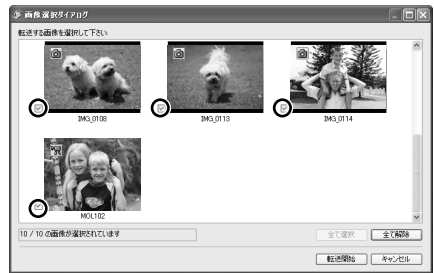 画像選択ダイアログ
転送する画像を選択して下さい
IMG_0108
IMG_0113
IMG_0114
MOL102
10 / 10 の画像が選択されています
全て選択
全て解除
転送開始
キャンセル